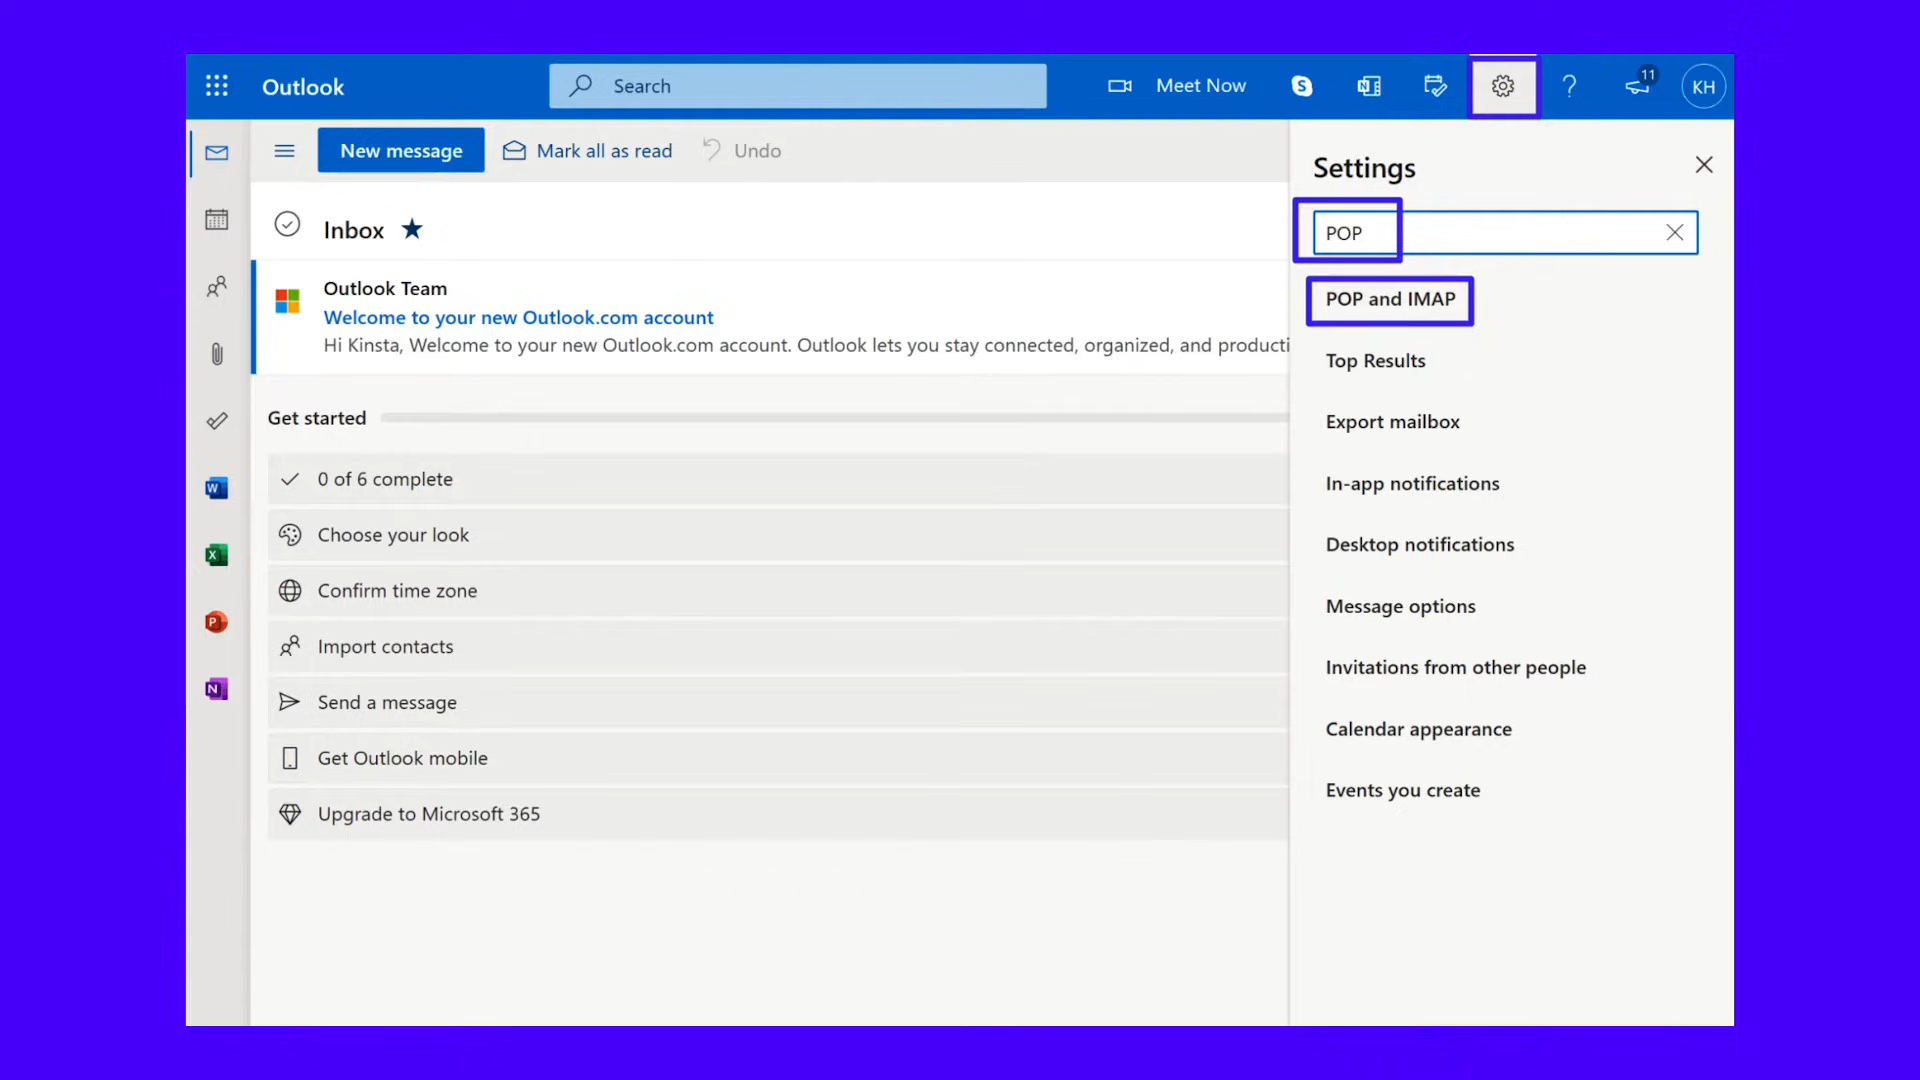 Outlook
Search
Meet Now
11
KH
New message
Mark all as read
Undo
Inbox
Outlook Team
Welcome to your new Outlook.com account
Hi Kinsta, Welcome to your new Outlook.com account. Outlook lets you stay connected, organized, and producti
Get started
0 of 6 complete
Choose your look
Confirm time zone
Import contacts
Send a message
Get Outlook mobile
Upgrade to Microsoft 365
Settings
POP
POP and IMAP
Top Results
Export mailbox
In-app notifications
Desktop notifications
Message options
Invitations from other people
Calendar appearance
Events you create